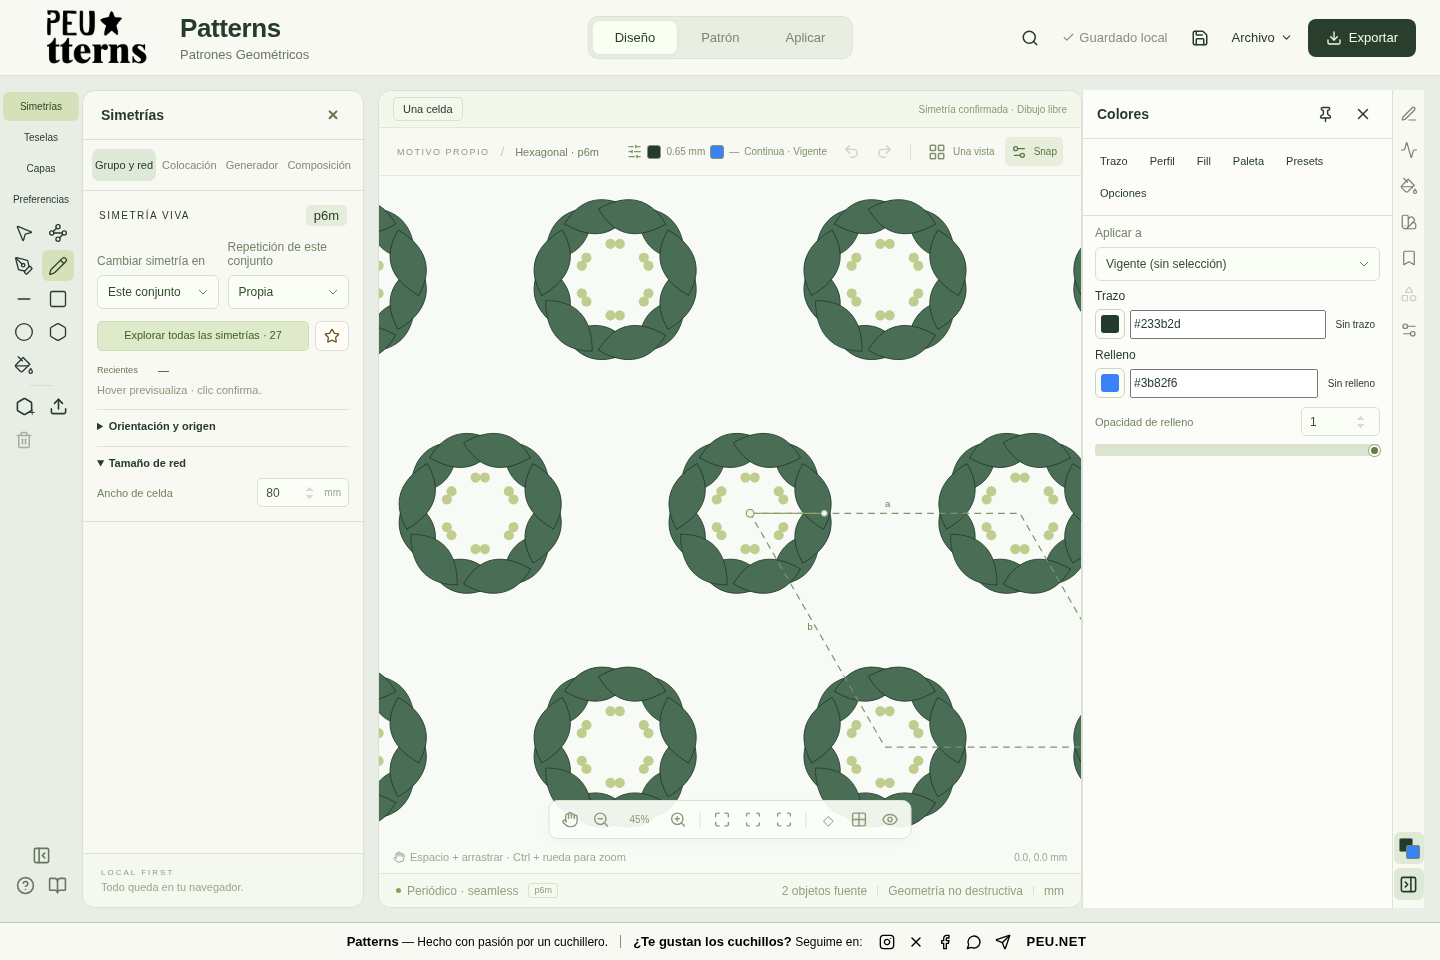 PEU
tterns
Patterns
Patrones Geométricos
Diseño
Patrón
Aplicar
Guardado local
Archivo
Exportar
Simetrías
Teselas
Capas
Preferencias
Simetrías
Grupo y red
Colocación
Generador
Composición
SIMETRÍA VIVA
p6m
Cambiar simetría en
Repetición de este
conjunto
Este conjunto
Propia
Explorar todas las simetrías · 27
Recientes
—
Hover previsualiza · clic confirma.
Orientación y origen
Tamaño de red
Ancho de celda
80
mm
LOCAL FIRST
Todo queda en tu navegador.
Una celda
Simetría confirmada · Dibujo libre
MOTIVO PROPIO / Hexagonal · p6m
0.65 mm
— Continua · Vigente
Una vista
Snap
a
b
45%
Espacio + arrastrar · Ctrl + rueda para zoom
0.0, 0.0 mm
Periódico · seamless
p6m
2 objetos fuente
Geometría no destructiva
mm
Colores
Trazo
Perfil
Fill
Paleta
Presets
Opciones
Aplicar a
Vigente (sin selección)
Trazo
#233b2d
Sin trazo
Relleno
#3b82f6
Sin relleno
Opacidad de relleno
1
Patterns — Hecho con pasión por un cuchillero.
¿Te gustan los cuchillos? Seguime en:
PEU.NET